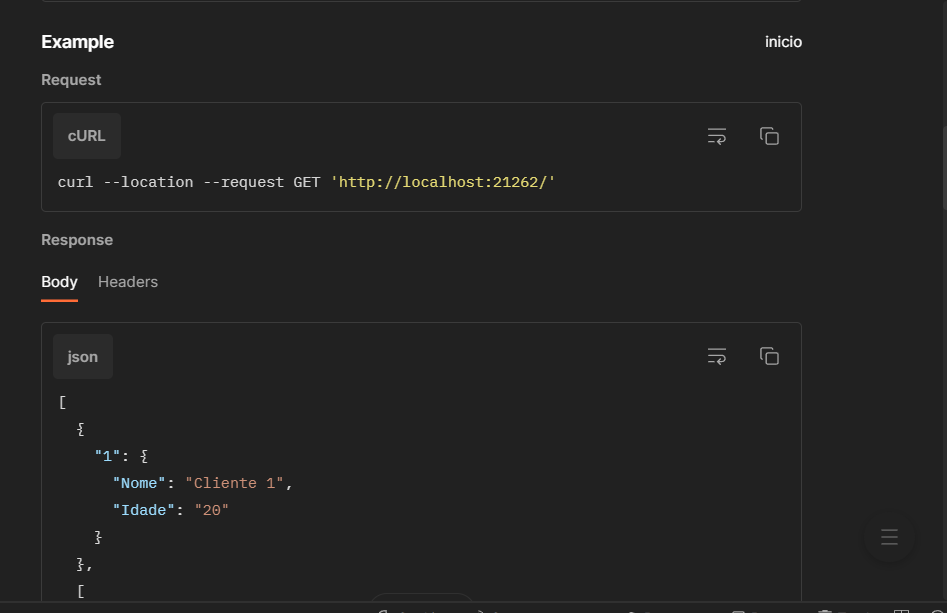 Example
inicio
Request
cURL
curl --location --request GET 'http://localhost:21262/'
Response
Body Headers
json
[
{
"1": {
"Nome": "Cliente 1",
"Idade": "20"
}
},
[